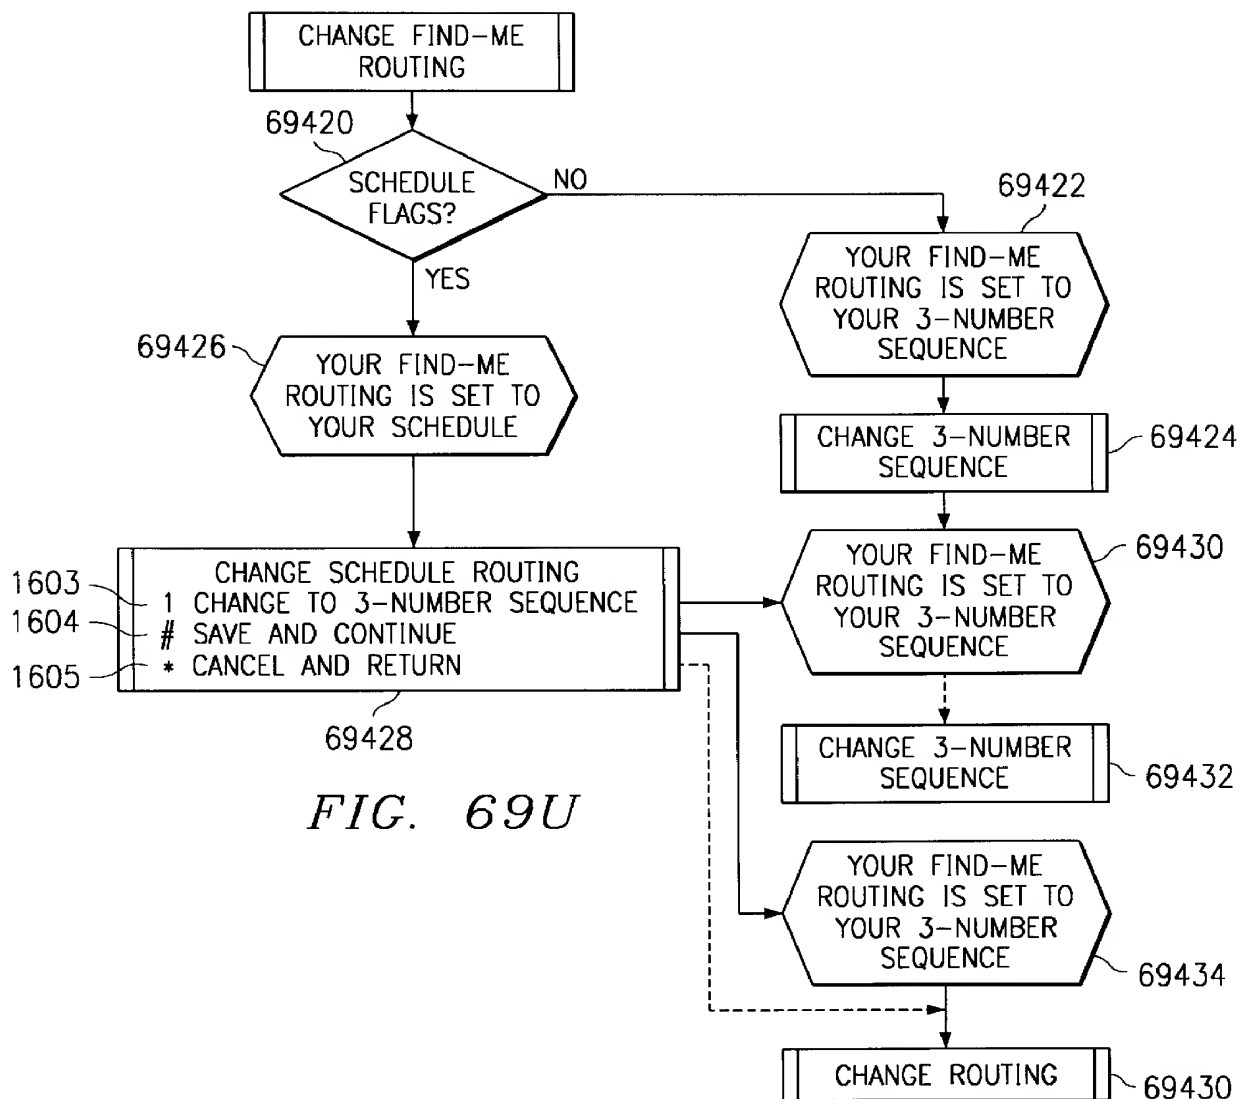 CHANGE FIND-ME
ROUTING
69420
SCHEDULE
FLAGS?
NO
YES
69422
YOUR FIND-ME
ROUTING IS SET TO
YOUR 3-NUMBER
SEQUENCE
69426
YOUR FIND-ME
ROUTING IS SET TO
YOUR SCHEDULE
CHANGE 3-NUMBER
SEQUENCE
69424
YOUR FIND-ME
ROUTING IS SET TO
YOUR 3-NUMBER
SEQUENCE
69430
CHANGE SCHEDULE ROUTING
1603
1 CHANGE TO 3-NUMBER SEQUENCE
1604
# SAVE AND CONTINUE
1605
* CANCEL AND RETURN
69428
CHANGE 3-NUMBER
SEQUENCE
69432
FIG. 69U
YOUR FIND-ME
ROUTING IS SET TO
YOUR 3-NUMBER
SEQUENCE
69434
CHANGE ROUTING
69430